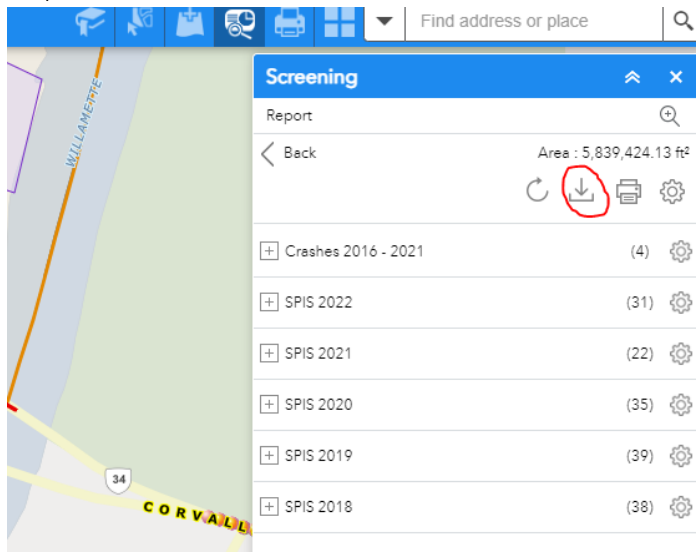 Find address or place
Screening
Report
Back
Area : 5,839,424.13 ft²
Crashes 2016 - 2021 (4)
SPIS 2022 (31)
SPIS 2021 (22)
SPIS 2020 (35)
SPIS 2019 (39)
SPIS 2018 (38)
WILLAMETTE
34
CORVALL